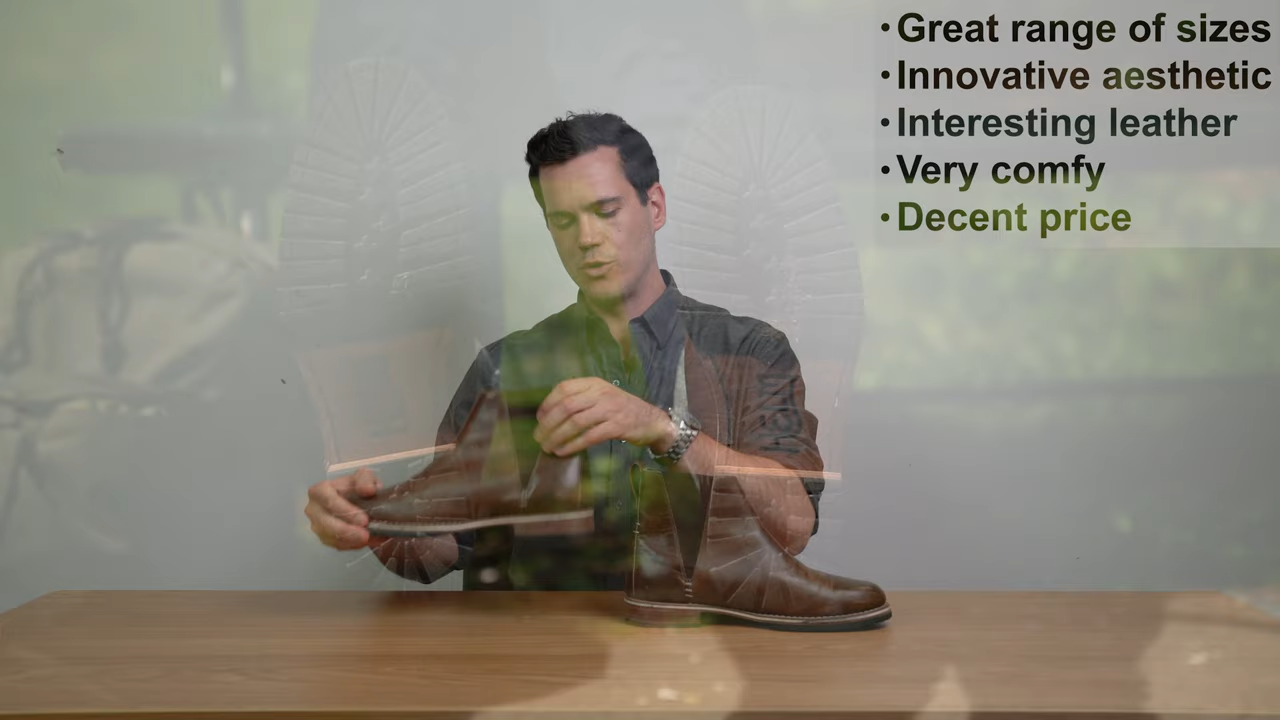 •Great range of sizes
•Innovative aesthetic
•Interesting leather
•Very comfy
•Decent price